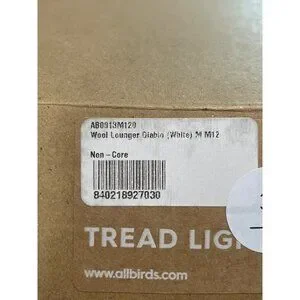 AB0913M120
Wool Lounger Diablo (White) M M12
Non-Core
840218927030
TREAD LIG
www.allbirds.com